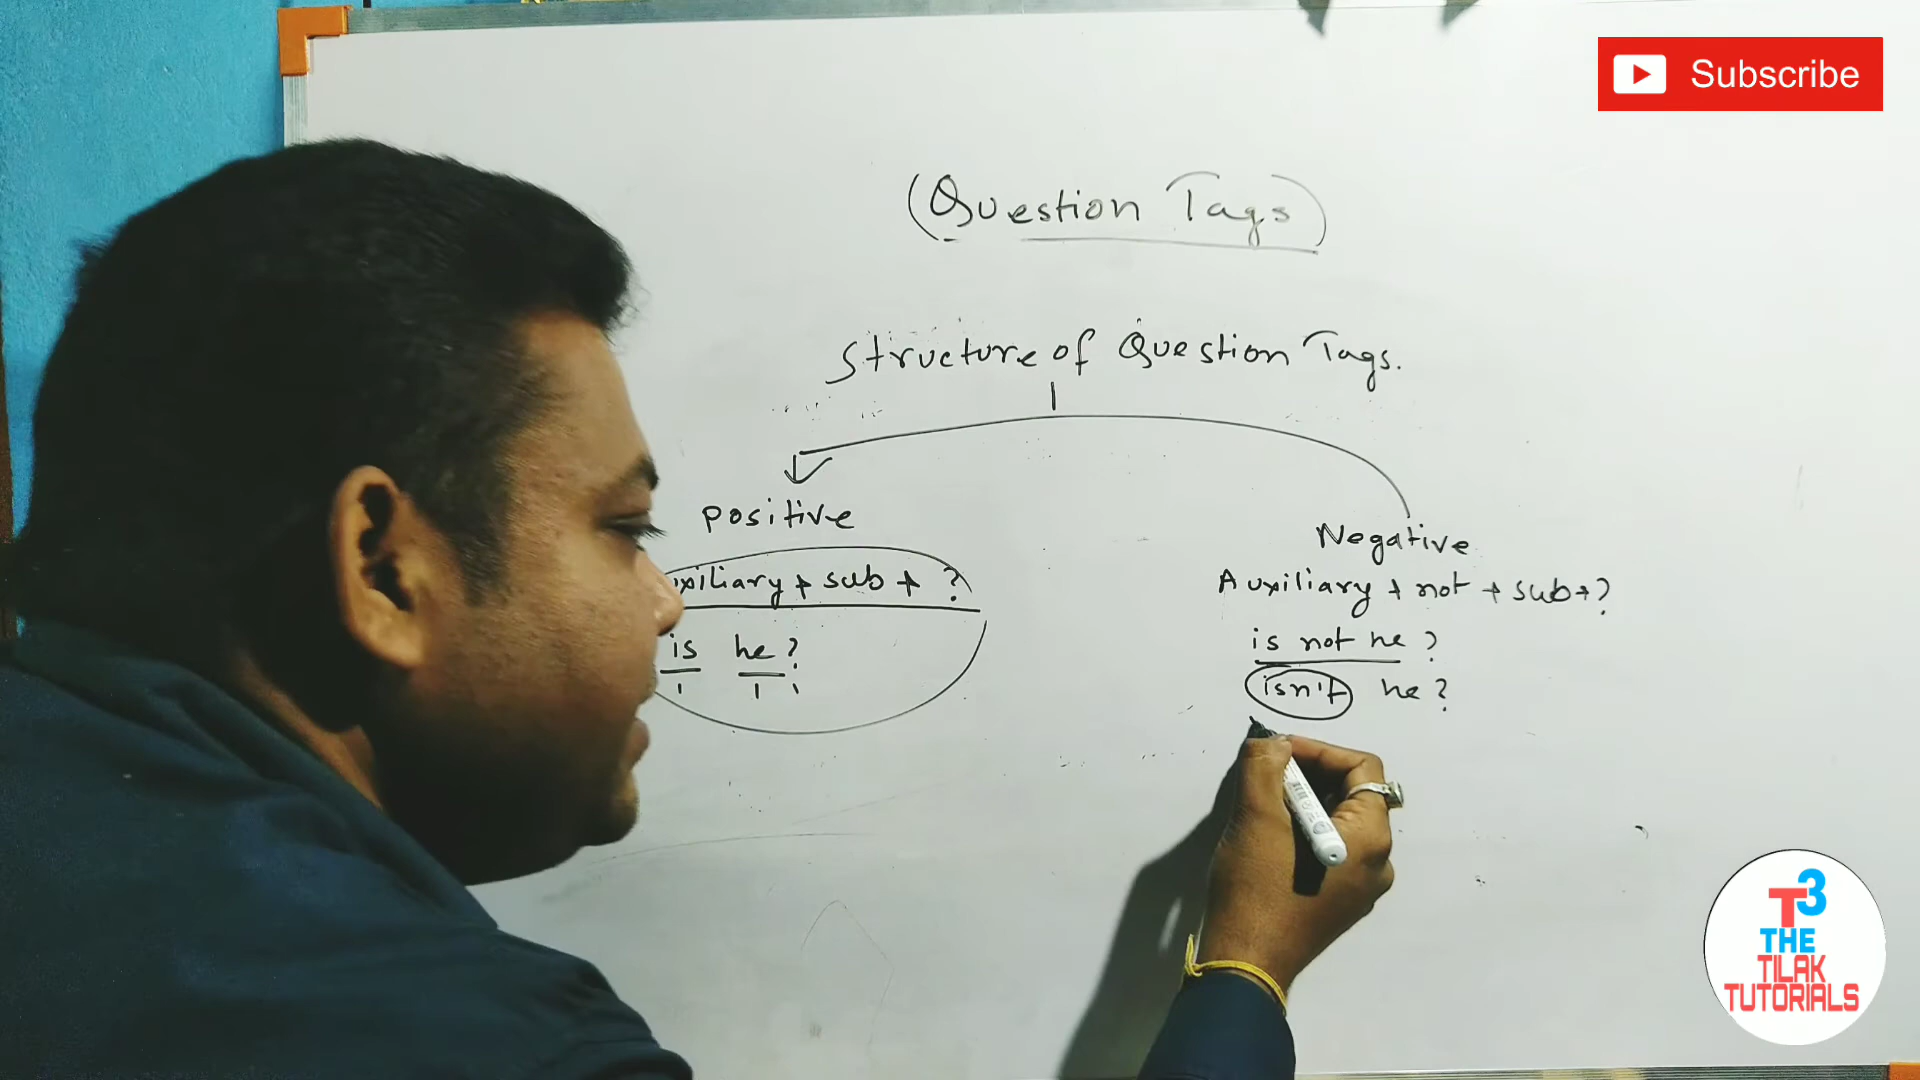 Subscribe
(Question Tags)
Structure of Question Tags.
positive
Negative
uxiliary + sub + ?
Auxiliary + not + sub + ?
is he?
is not he ?
isn't he ?
T3
THE
TILAK
TUTORIALS